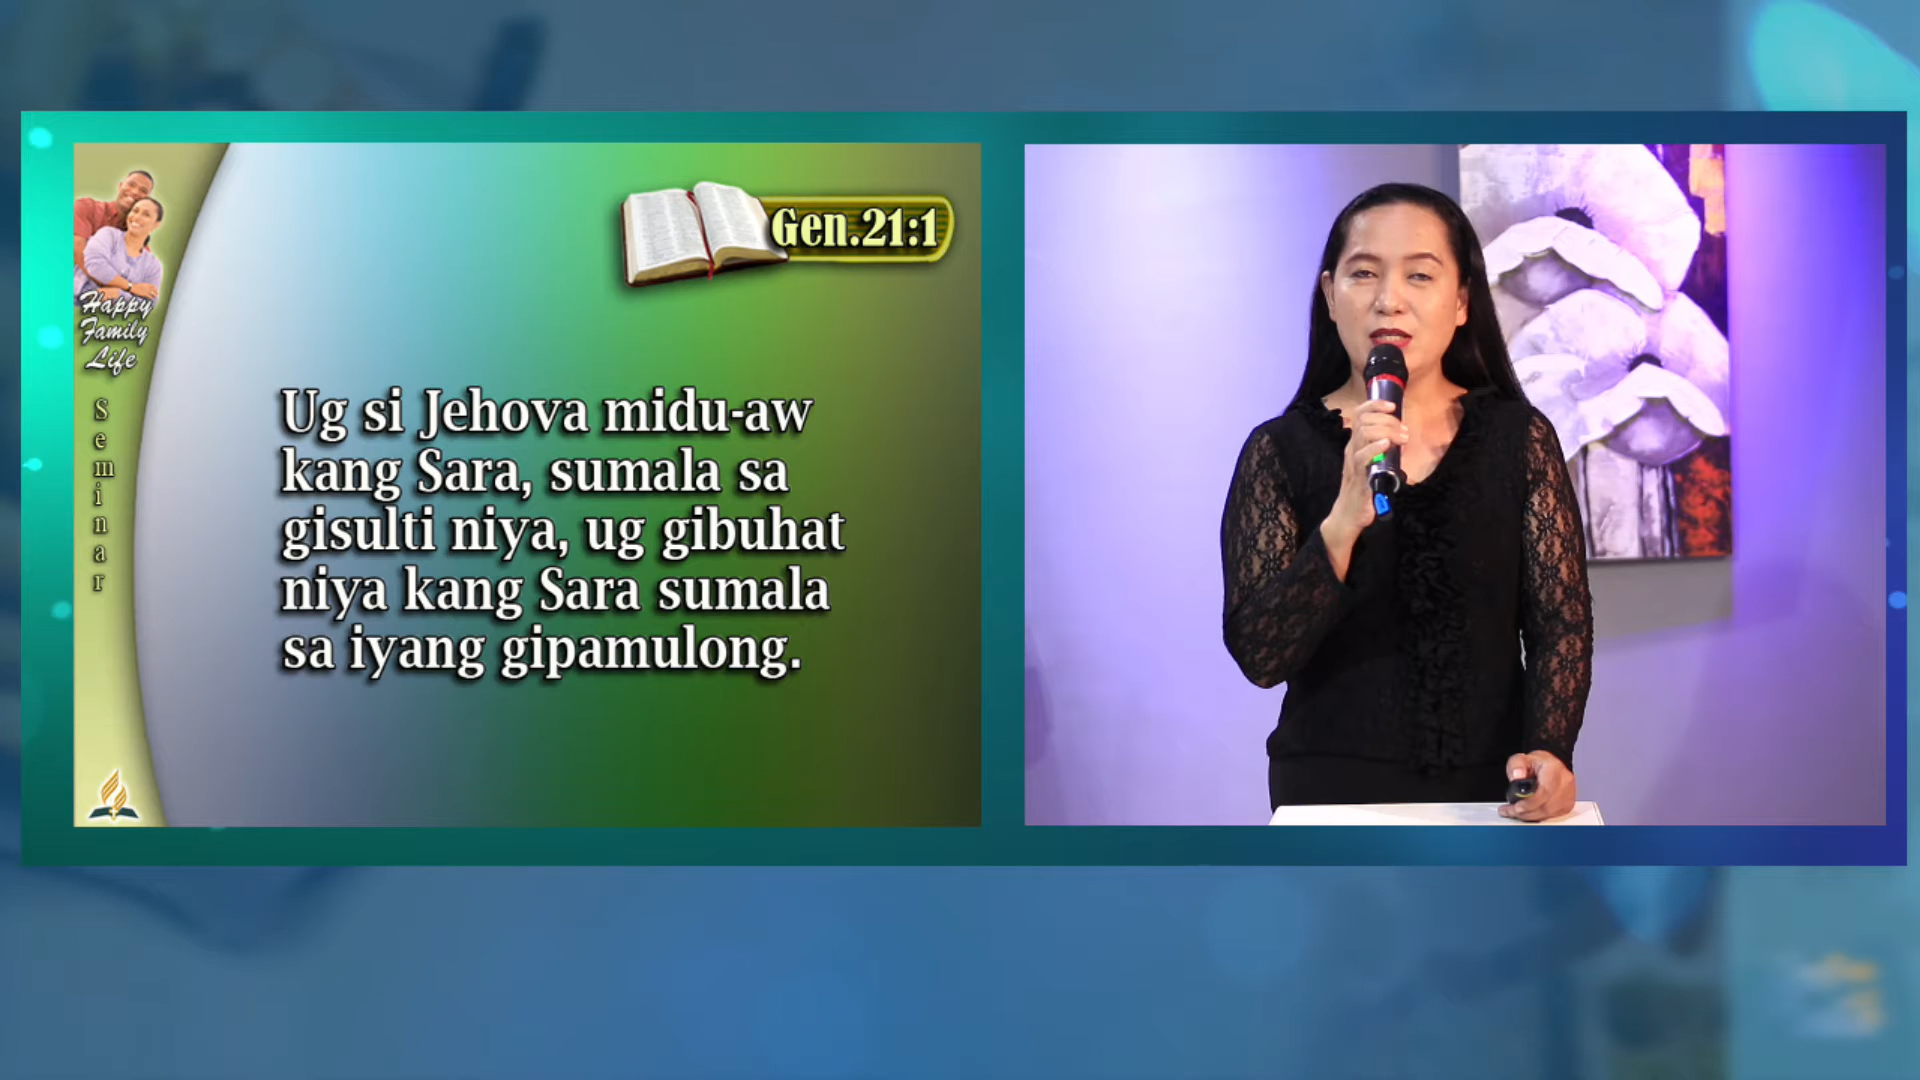 Gen.21:1
Happy
Family
Life
Seminar
Ug si Jehova midu-aw
kang Sara, sumala sa
gisulti niya, ug gibuhat
niya kang Sara sumala
sa iyang gipamulong.